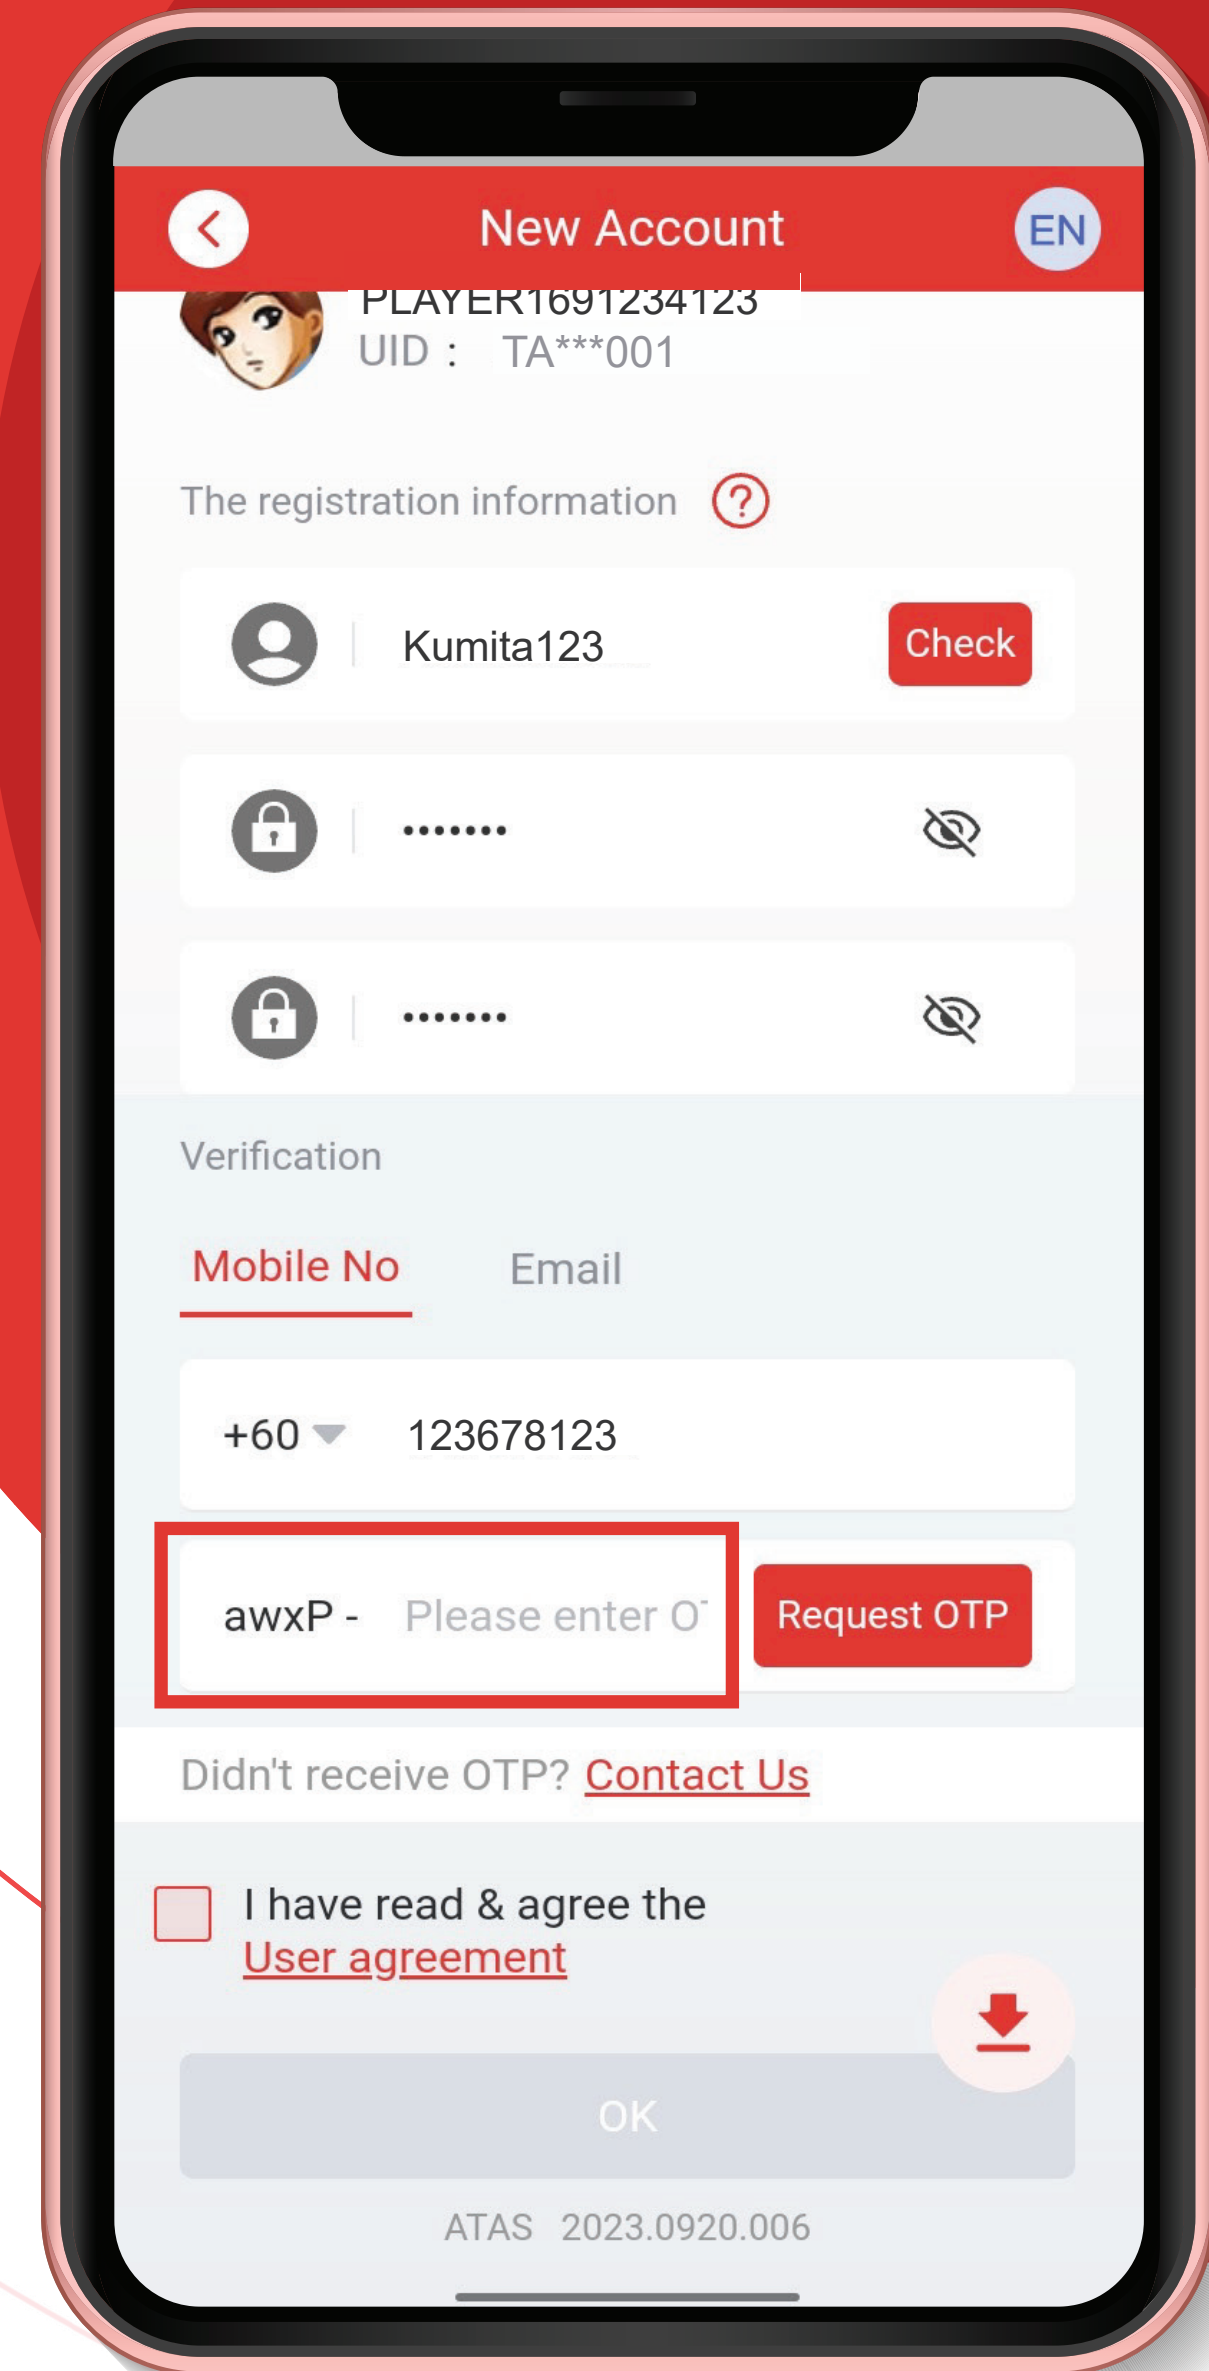 New Account
EN
PLAYER1691234123
UID : TA***001
The registration information ?
Kumita123 Check
•••••••
•••••••
Verification
Mobile No Email
+60 123678123
awxP - Please enter O
Request OTP
Didn't receive OTP? Contact Us
I have read & agree the
User agreement
OK
ATAS 2023.0920.006